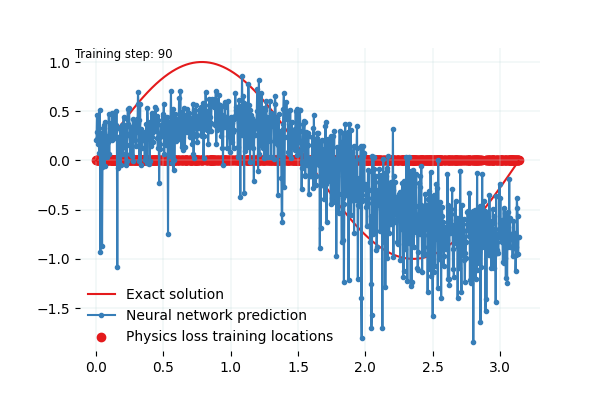 Training step: 90
1.0
0.5
0.0
−0.5
−1.0
−1.5
Exact solution
Neural network prediction
Physics loss training locations
0.0 0.5 1.0 1.5 2.0 2.5 3.0